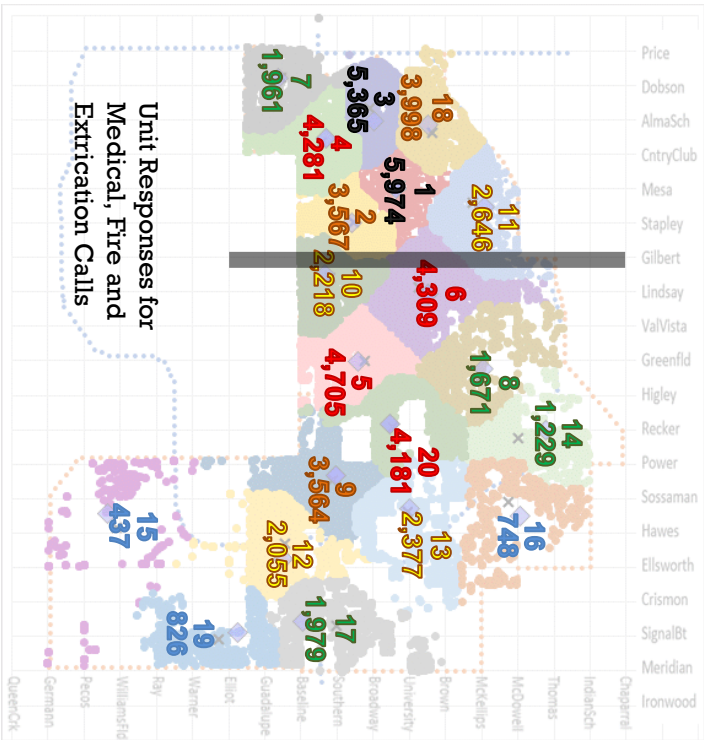 Unit Responses for
Medical, Fire and
Extrication Calls
Price
Dobson
AlmaSch
CntryClub
Mesa
Stapley
Gilbert
Lindsay
ValVista
Greenfld
Higley
Recker
Power
Sossaman
Hawes
Ellsworth
Crismon
SignalBt
Meridian
Ironwood
QueenCrk
Germann
Pecos
WilliamsFld
Ray
Warner
Elliot
Guadalupe
Baseline
Southern
Broadway
University
Brown
Mckellips
McDowell
Thomas
IndianSch
Chaparral
7
1,961
4
4,281
3
5,365
18
3,998
1
5,974
2
3,567
11
2,646
10
2,218
6
4,309
5
4,705
8
1,671
14
1,229
20
4,181
9
3,564
13
2,377
16
748
12
2,055
15
437
17
1,979
19
826